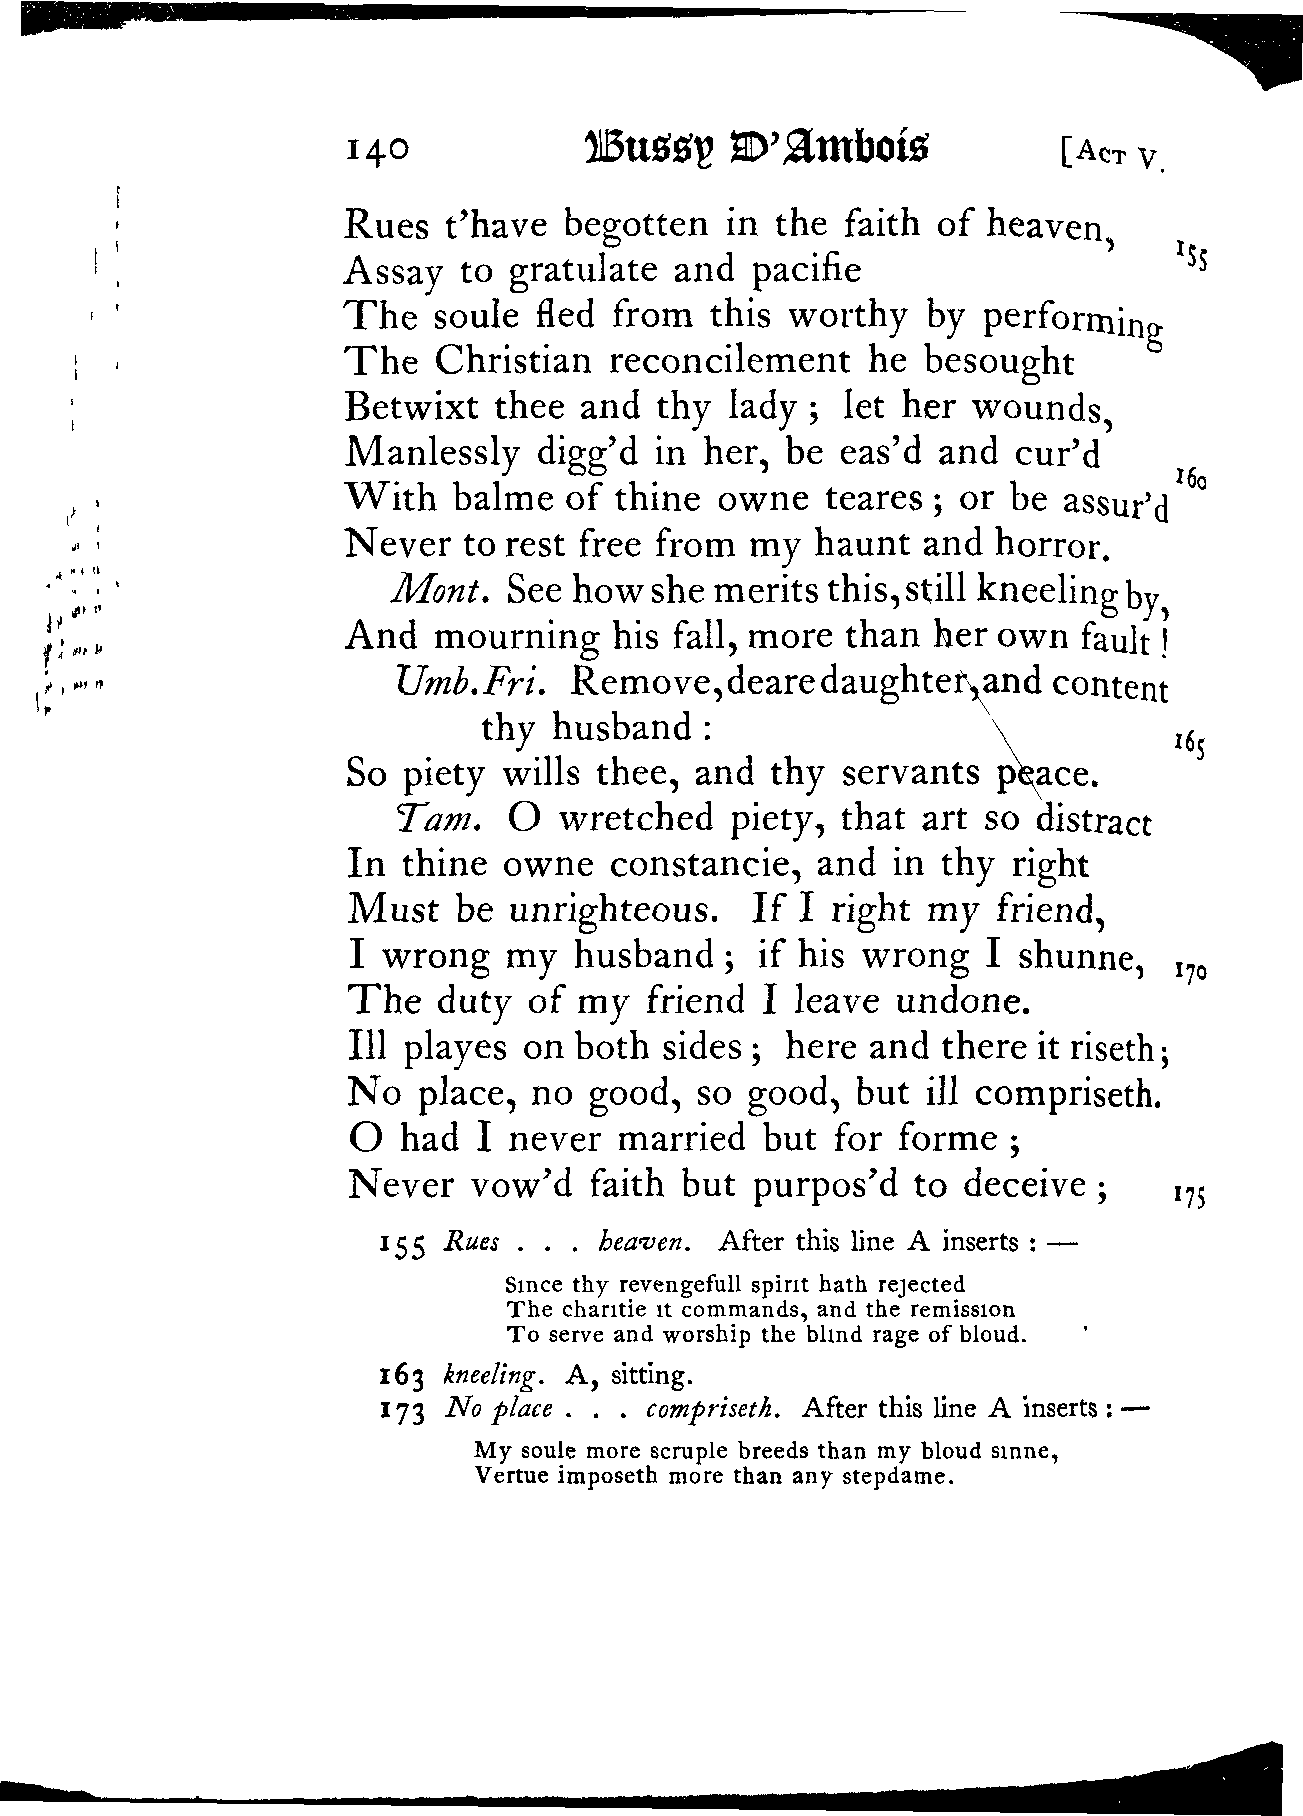 140 Bussy D'Ambois [ACT V.
Rues t'have begotten in the faith of heaven, 155
Assay to gratulate and pacifie
The soule fled from this worthy by performing
The Christian reconcilement he besought
Betwixt thee and thy lady; let her wounds,
Manlessly digg'd in her, be eas'd and cur'd 160
With balme of thine owne teares; or be assur'd
Never to rest free from my haunt and horror.
Mont. See how she merits this, still kneeling by,
And mourning his fall, more than her own fault!
Umb. Fri. Remove, deare daughter, and content
thy husband: 165
So piety wills thee, and thy servants peace.
Tam. O wretched piety, that art so distract
In thine owne constancie, and in thy right
Must be unrighteous. If I right my friend,
I wrong my husband; if his wrong I shunne, 170
The duty of my friend I leave undone.
Ill playes on both sides; here and there it riseth;
No place, no good, so good, but ill compriseth.
O had I never married but for forme;
Never vow'd faith but purpos'd to deceive; 175
155 Rues . . . heaven. After this line A inserts: —
Since thy revengefull spirit hath rejected
The charitie it commands, and the remission
To serve and worship the blind rage of bloud.
163 kneeling. A, sitting.
173 No place . . . compriseth. After this line A inserts: —
My soule more scruple breeds than my bloud sinne,
Vertue imposeth more than any stepdame.